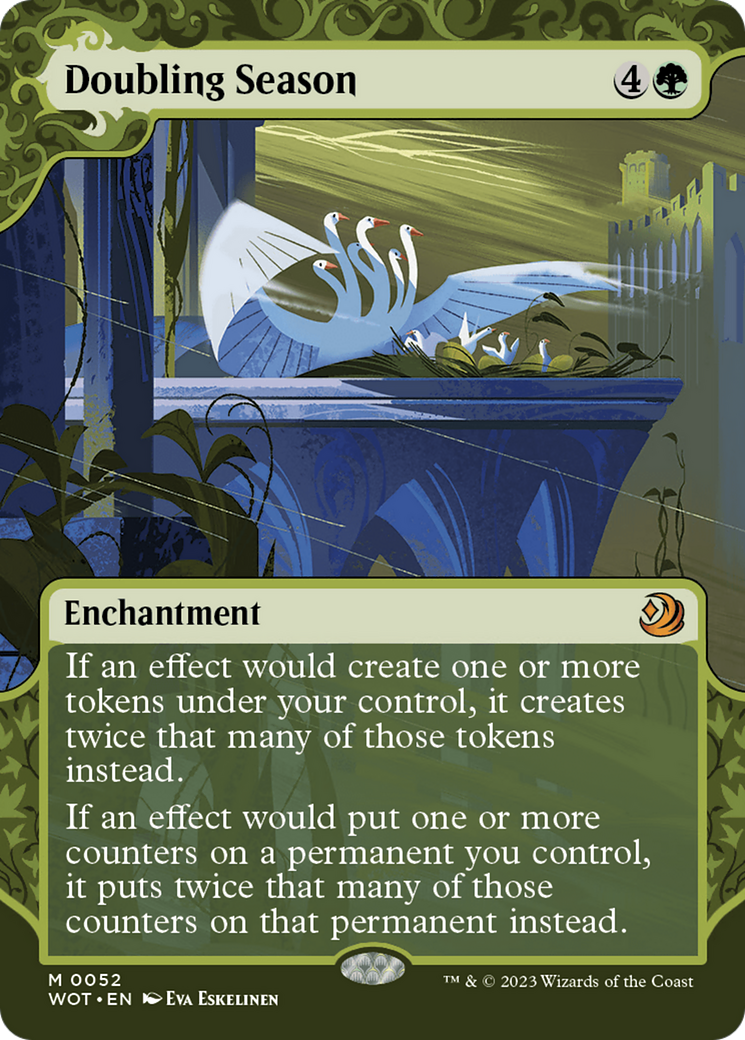 Doubling Season 4
Enchantment
If an effect would create one or more
tokens under your control, it creates
twice that many of those tokens
instead.
If an effect would put one or more
counters on a permanent you control,
it puts twice that many of those
counters on that permanent instead.
M 0052
WOT • EN Eva Eskelinen
™ & © 2023 Wizards of the Coast